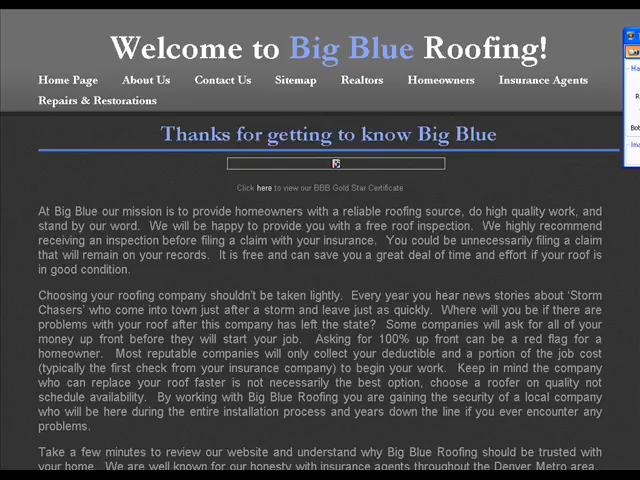 Welcome to Big Blue Roofing!
Home Page About Us Contact Us Sitemap Realtors Homeowners Insurance Agents
Repairs & Restorations
Thanks for getting to know Big Blue
Click here to view our BBB Gold Star Certificate
At Big Blue our mission is to provide homeowners with a reliable roofing source, do high quality work, and
stand by our word. We will be happy to provide you with a free roof inspection. We highly recommend
receiving an inspection before filing a claim with your insurance. You could be unnecessarily filing a claim
that will remain on your records. It is free and can save you a great deal of time and effort if your roof is
in good condition.
Choosing your roofing company shouldn't be taken lightly. Every year you hear news stories about 'Storm
Chasers' who come into town just after a storm and leave just as quickly. Where will you be if there are
problems with your roof after this company has left the state? Some companies will ask for all of your
money up front before they will start your job. Asking for 100% up front can be a red flag for a
homeowner. Most reputable companies will only collect your deductible and a portion of the job cost
(typically the first check from your insurance company) to begin your work. Keep in mind the company
who can replace your roof faster is not necessarily the best option, choose a roofer on quality not
schedule availability. By working with Big Blue Roofing you are gaining the security of a local company
who will be here during the entire installation process and years down the line if you ever encounter any
problems.
Take a few minutes to review our website and understand why Big Blue Roofing should be trusted with
your home. We are well known for our honesty with insurance agents throughout the Denver Metro area.